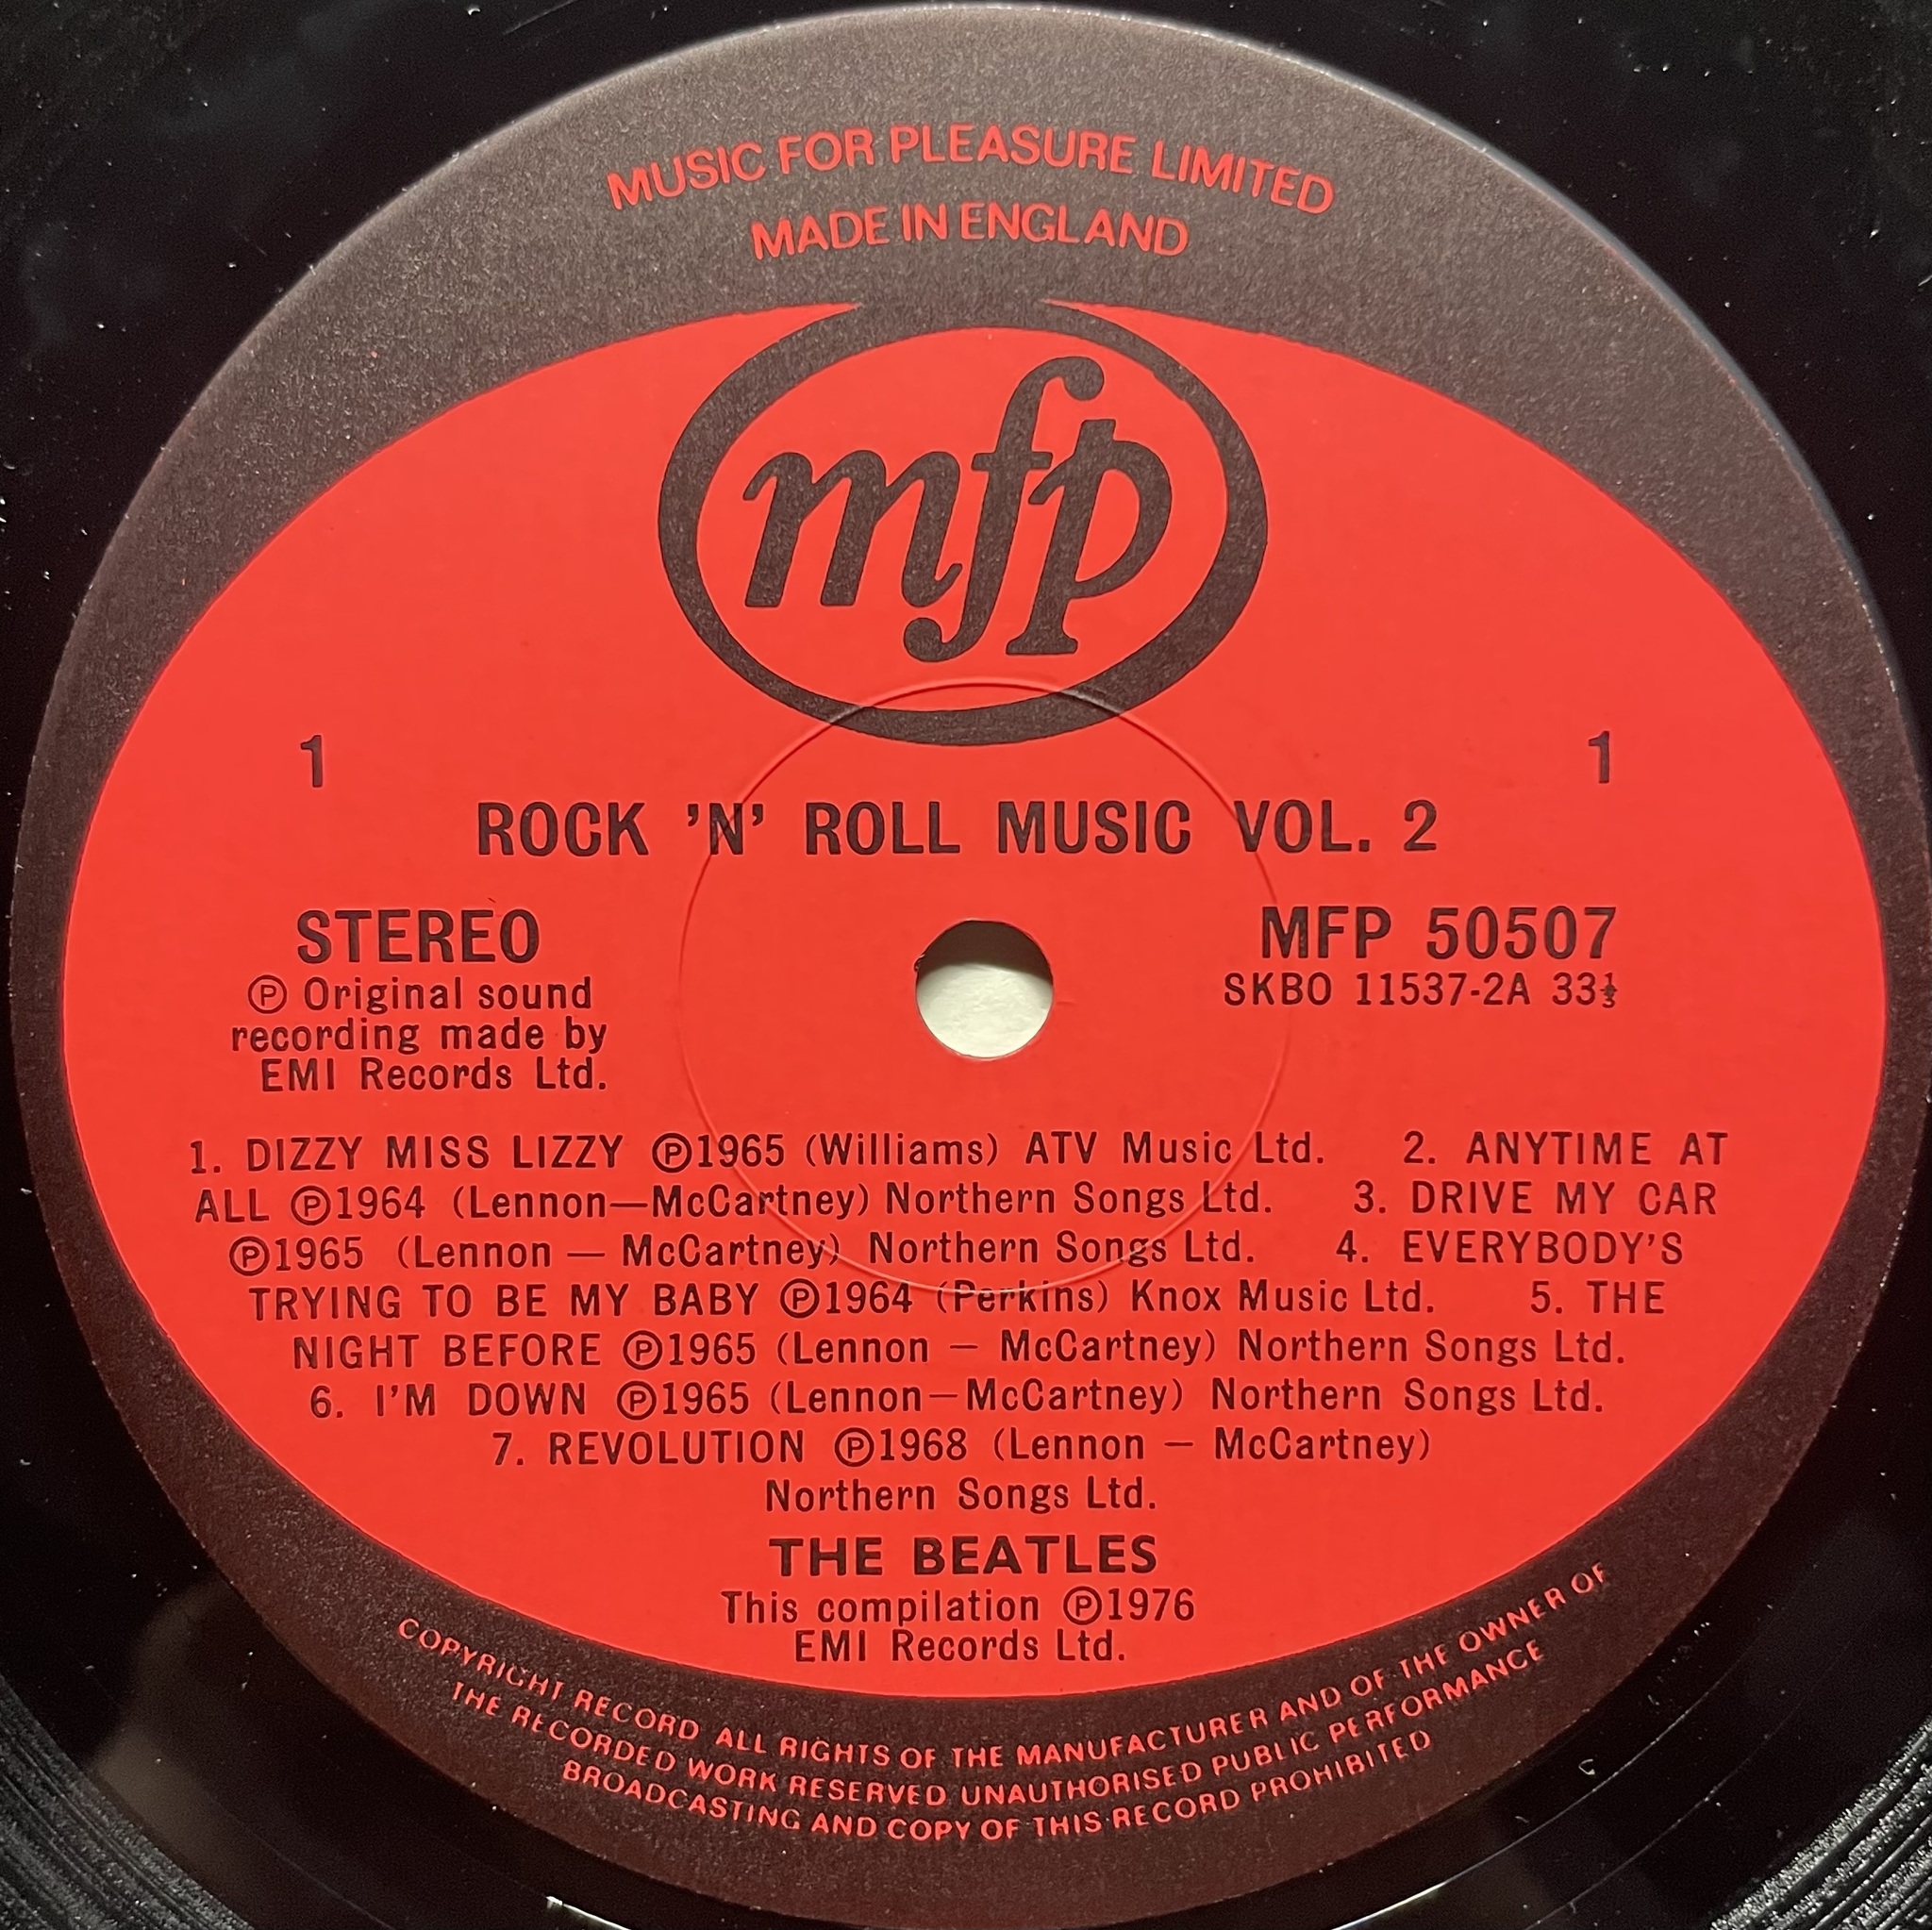 MUSIC FOR PLEASURE LIMITED
MADE IN ENGLAND
mfp
1
1
ROCK 'N' ROLL MUSIC VOL. 2
STEREO
MFP 50507
℗ Original sound
recording made by
EMI Records Ltd.
SKBO 11537-2A 33⅓
1. DIZZY MISS LIZZY ℗1965 (Williams) ATV Music Ltd. 2. ANYTIME AT
ALL ℗1964 (Lennon—McCartney) Northern Songs Ltd. 3. DRIVE MY CAR
℗1965 (Lennon — McCartney) Northern Songs Ltd. 4. EVERYBODY'S
TRYING TO BE MY BABY ℗1964 (Perkins) Knox Music Ltd. 5. THE
NIGHT BEFORE ℗1965 (Lennon — McCartney) Northern Songs Ltd.
6. I'M DOWN ℗1965 (Lennon—McCartney) Northern Songs Ltd.
7. REVOLUTION ℗1968 (Lennon — McCartney)
Northern Songs Ltd.
THE BEATLES
This compilation ℗1976
EMI Records Ltd.
COPYRIGHT RECORD ALL RIGHTS OF THE MANUFACTURER AND OF THE OWNER OF
THE RECORDED WORK RESERVED UNAUTHORISED PUBLIC PERFORMANCE
BROADCASTING AND COPY OF THIS RECORD PROHIBITED